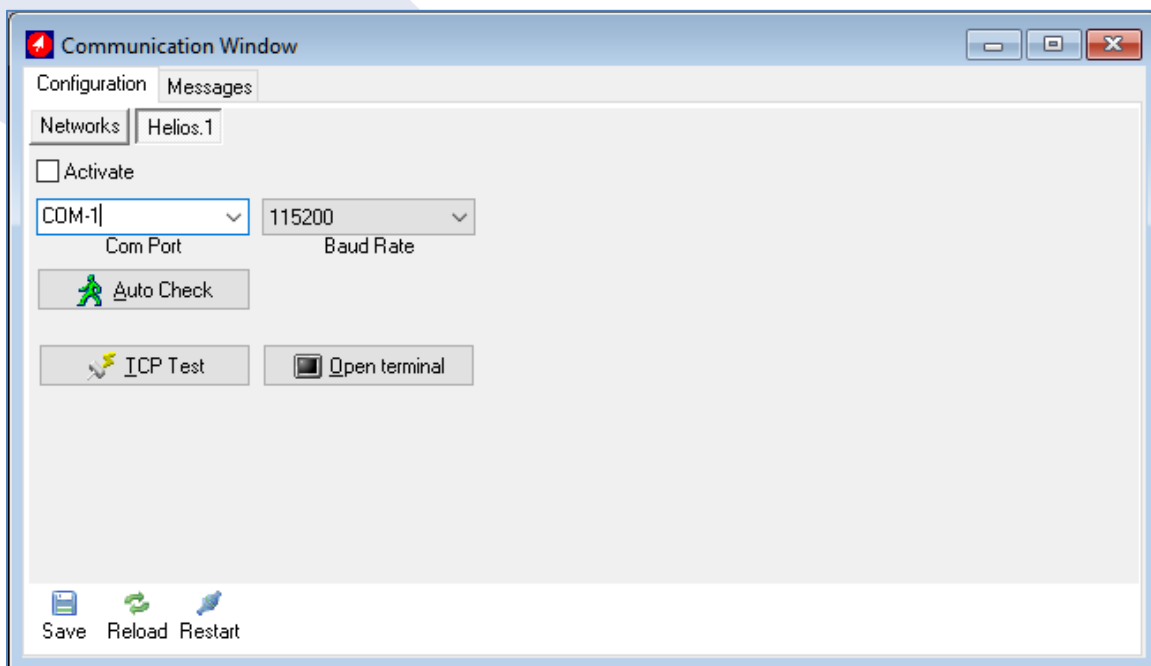 Communication Window
Configuration Messages
Networks Helios.1
Activate
COM-1 115200
Com Port Baud Rate
Auto Check
TCP Test Open terminal
Save Reload Restart